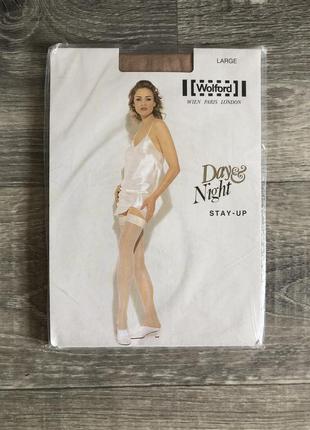 LARGE
Wolford
WIEN PARIS LONDON
Day &
Night
STAY-UP